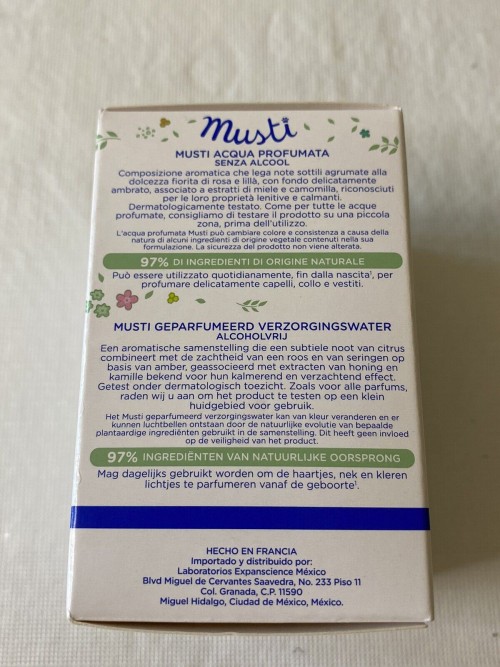 Musti
MUSTI ACQUA PROFUMATA
SENZA ALCOOL
Composizione aromatica che lega note sottili agrumate alla
dolcezza fiorita di rosa e lillà, con fondo delicatamente
ambrato, associato a estratti di miele e camomilla, riconosciuti
per le loro proprietà lenitive e calmanti.
Dermatologicamente testato. Come per tutte le acque
profumate, consigliamo di testare il prodotto su una piccola
zona, prima dell'utilizzo.
L'acqua profumata Musti può cambiare colore e consistenza a causa della
natura di alcuni ingredienti di origine vegetale contenuti nella sua
formulazione. La sicurezza del prodotto non viene alterata.
97% DI INGREDIENTI DI ORIGINE NATURALE
Può essere utilizzato quotidianamente, fin dalla nascita¹, per
profumare delicatamente capelli, collo e vestiti.
MUSTI GEPARFUMEERD VERZORGINGSWATER
ALCOHOLVRIJ
Een aromatische samenstelling die een subtiele noot van citrus
combineert met de zachtheid van een roos en van seringen op
basis van amber, geassocieerd met extracten van honing en
kamille bekend voor hun kalmerend en verzachtend effect.
Getest onder dermatologisch toezicht. Zoals voor alle parfums,
raden wij u aan om het product te testen op een klein
huidgebied voor gebruik.
Het Musti geparfumeerd verzorgingswater kan van kleur veranderen en er
kunnen luchtbellen ontstaan door de natuurlijke evolutie van bepaalde
plantaardige ingrediënten gebruikt in de samenstelling. Dit heeft geen invloed
op de veiligheid van het product.
97% INGREDIËNTEN VAN NATUURLIJKE OORSPRONG
Mag dagelijks gebruikt worden om de haartjes, nek en kleren
lichtjes te parfumeren vanaf de geboorte¹.
HECHO EN FRANCIA
Importado y distribuido por:
Laboratorios Expanscience México
Blvd Miguel de Cervantes Saavedra, No. 233 Piso 11
Col. Granada, C.P. 11590
Miguel Hidalgo, Ciudad de México, México.